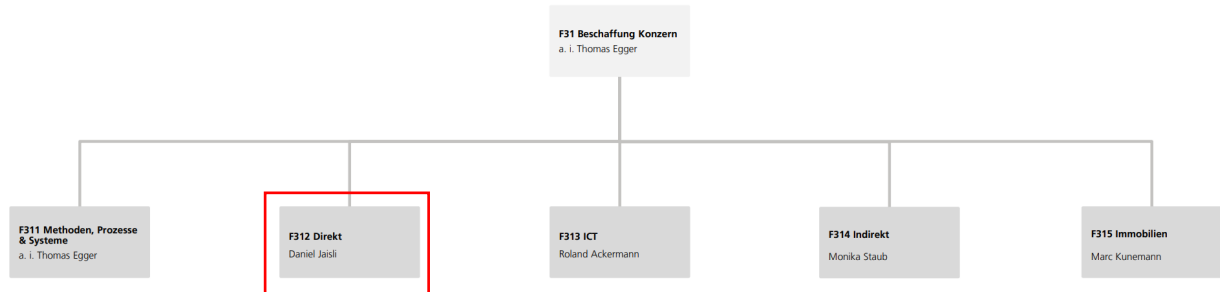 F31 Beschaffung Konzern
a. i. Thomas Egger
F311 Methoden, Prozesse
& Systeme
a. i. Thomas Egger
F312 Direkt
Daniel Jaisli
F313 ICT
Roland Ackermann
F314 Indirekt
Monika Staub
F315 Immobilien
Marc Kunemann